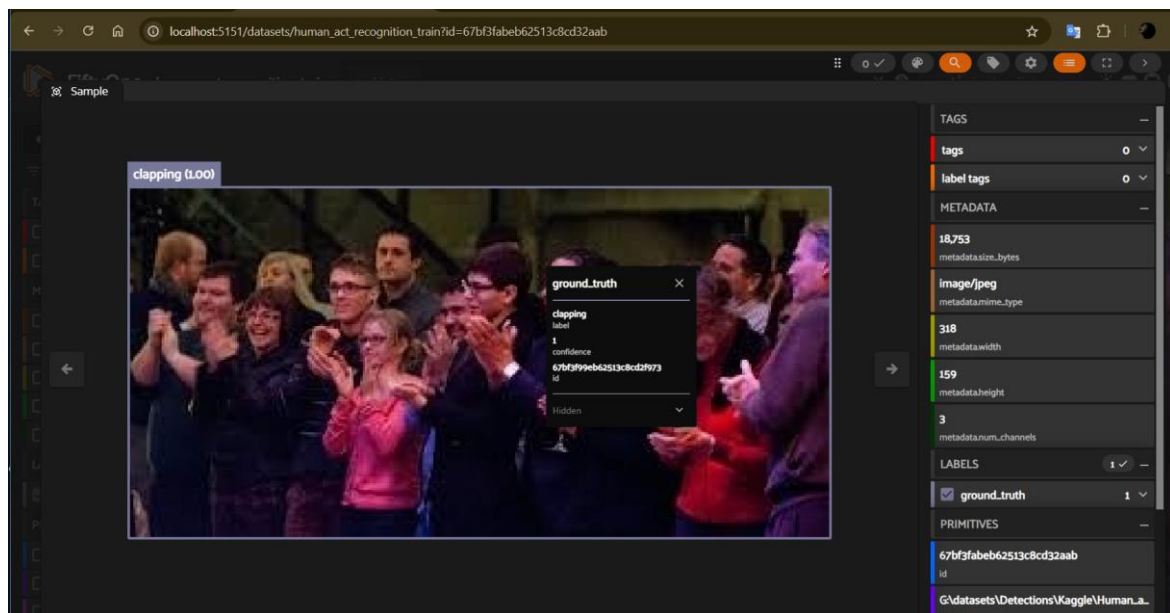 localhost:5151/datasets/human_act_recognition_train?id=67bf3fabeb62513c8cd32aab
0
Sample
clapping (1.00)
ground_truth
clapping
label
1
confidence
67bf3f99eb62513c8cd2f973
id
Hidden
TAGS
tags 0
label tags 0
METADATA
18,753
metadata.size_bytes
image/jpeg
metadata.mime_type
318
metadata.width
159
metadata.height
3
metadata.num_channels
LABELS 1
ground_truth 1
PRIMITIVES
67bf3fabeb62513c8cd32aab
id
G:\datasets\Detections\Kaggle\Human_a...